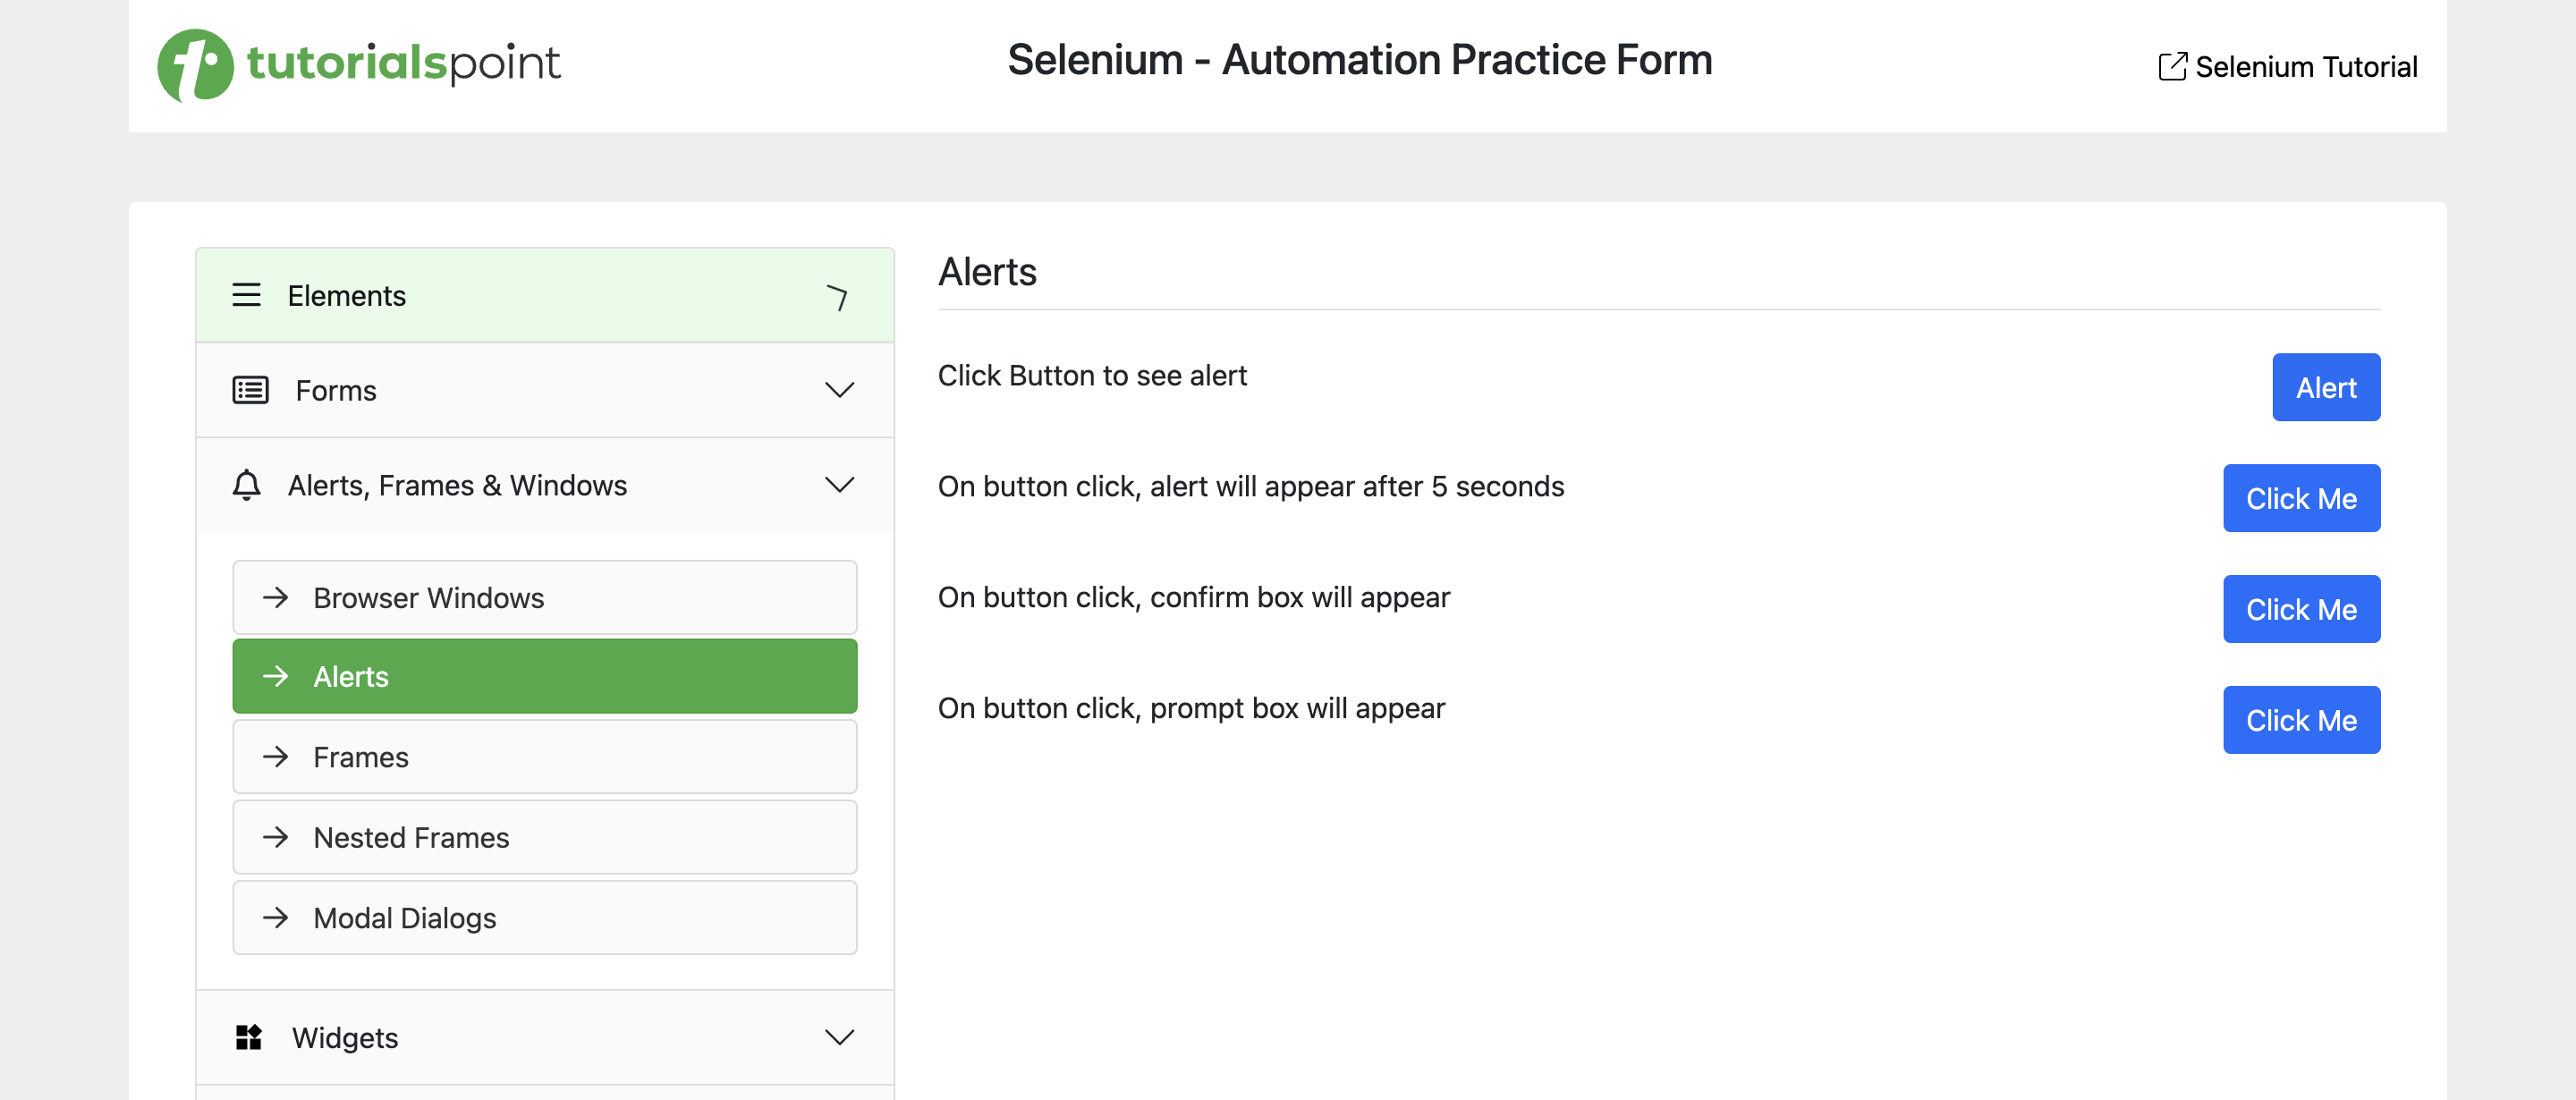 tutorialspoint
Selenium - Automation Practice Form
Selenium Tutorial
Elements
Forms
Alerts, Frames & Windows
Browser Windows
Alerts
Frames
Nested Frames
Modal Dialogs
Widgets
Alerts
Click Button to see alert
Alert
On button click, alert will appear after 5 seconds
Click Me
On button click, confirm box will appear
Click Me
On button click, prompt box will appear
Click Me